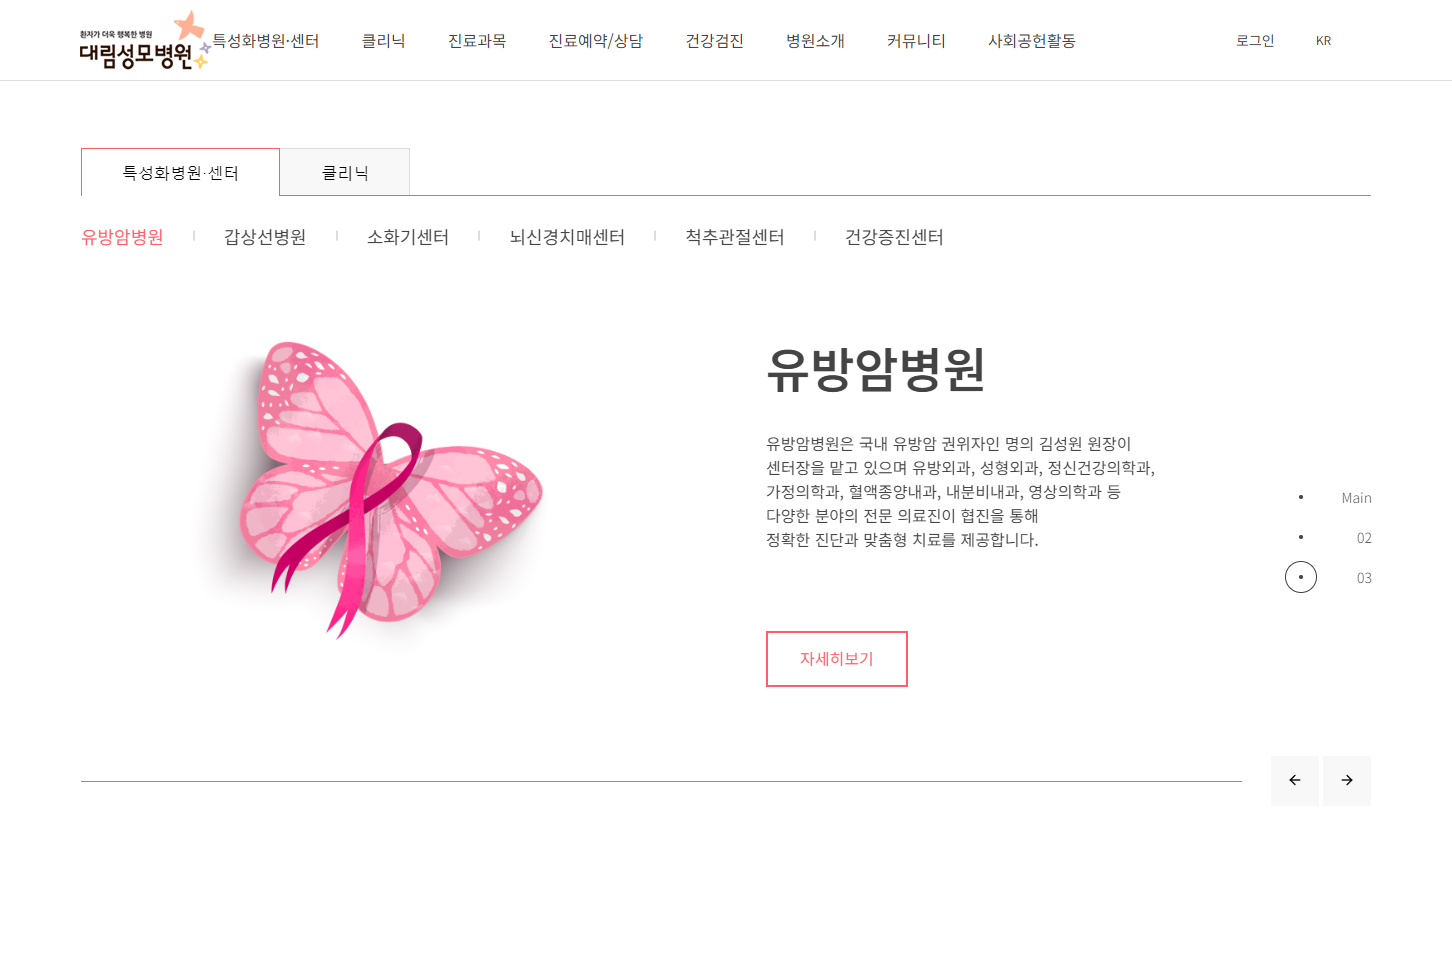 환자가 더욱 행복한 병원
대림성모병원
특성화병원·센터 클리닉 진료과목 진료예약/상담 건강검진 병원소개 커뮤니티 사회공헌활동 로그인 KR
특성화병원·센터 클리닉
유방암병원 갑상선병원 소화기센터 뇌신경치매센터 척추관절센터 건강증진센터
유방암병원
유방암병원은 국내 유방암 권위자인 명의 김성원 원장이
센터장을 맡고 있으며 유방외과, 성형외과, 정신건강의학과,
가정의학과, 혈액종양내과, 내분비내과, 영상의학과 등
다양한 분야의 전문 의료진이 협진을 통해
정확한 진단과 맞춤형 치료를 제공합니다.
자세히보기
Main
02
03